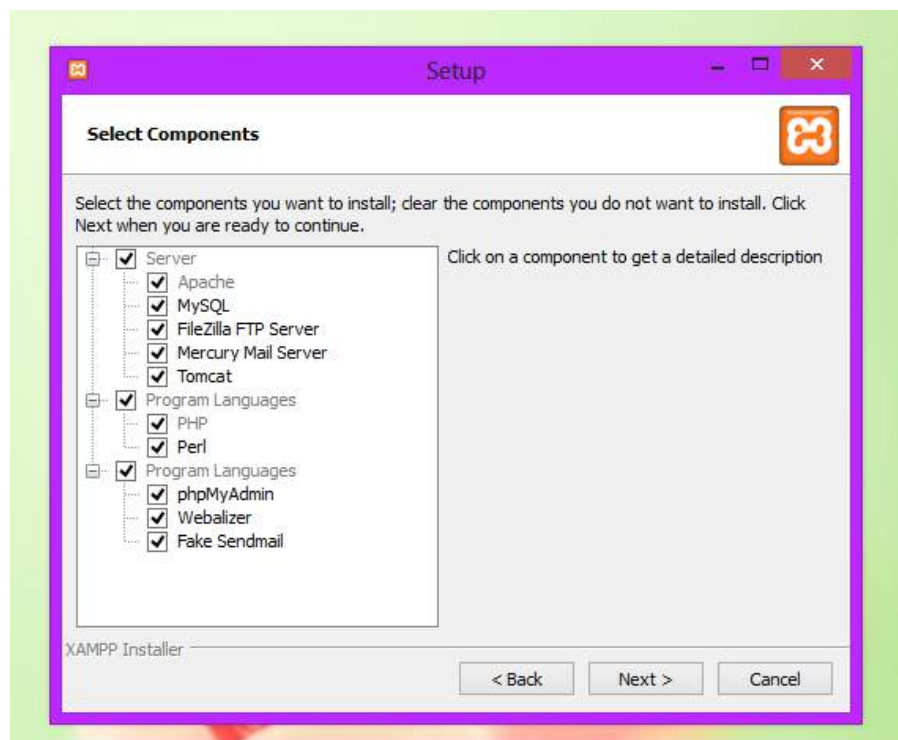 Setup
Select Components
Select the components you want to install; clear the components you do not want to install. Click
Next when you are ready to continue.
Server
Apache
MySQL
FileZilla FTP Server
Mercury Mail Server
Tomcat
Program Languages
PHP
Perl
Program Languages
phpMyAdmin
Webalizer
Fake Sendmail
Click on a component to get a detailed description
XAMPP Installer
< Back
Next >
Cancel